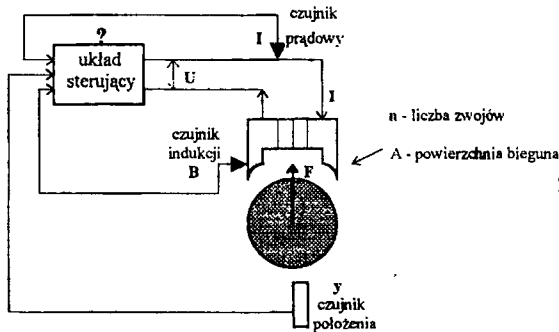 czujnik
prądowy
I
?
układ
sterujący
U
I
n - liczba zwojów
czujnik
indukcji
B
A - powierzchnia bieguna
F
y
czujnik
położenia